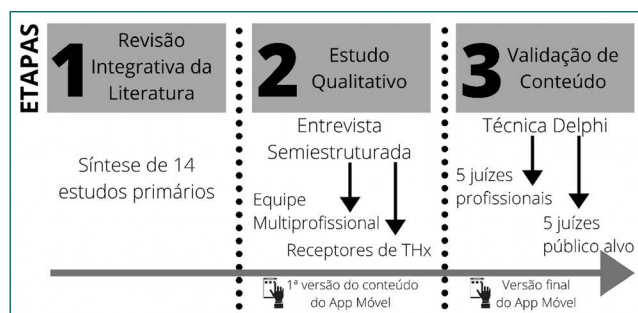 ETAPAS
1
Revisão
Integrativa da
Literatura
Síntese de 14
estudos primários
2
Estudo
Qualitativo
Entrevista
Semiestruturada
Equipe
Multiprofissional
Receptores de THx
1ª versão do conteúdo
do App Móvel
3
Validação de
Conteúdo
Técnica Delphi
5 juízes
profissionais
5 juízes
público alvo
Versão final
do App Móvel